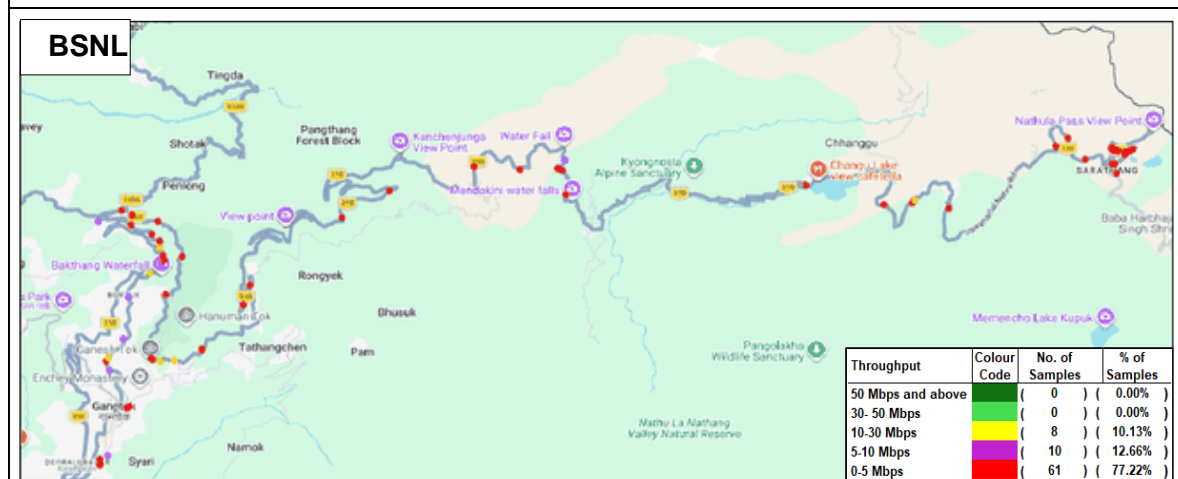 BSNL
Tingda
Pangthang
Forest Block
Kanchenjunga
View Point
Water Fall
Nathula Pass View Point
Shotak
Chhanggu
Kyongnosla
Alpine Sanctuary
Changu Lake
Penlong
Mandakini water falls
View point
Baba Harbhajan
Singh Shri
Bakthang Waterfall
Rongyek
Hanuman Tok
Bhusuk
Memencho Lake Kupuk
Ganesh Tok
Tathangchen
Pam
Pangolakha
Wildlife Sanctuary
Enchey Monastery
Nathu La Nathang
Valley Natural Reserve
Namok
Syari
Throughput Colour Code No. of Samples % of Samples
50 Mbps and above ( 0 ) ( 0.00% )
30- 50 Mbps ( 0 ) ( 0.00% )
10-30 Mbps ( 8 ) ( 10.13% )
5-10 Mbps ( 10 ) ( 12.66% )
0-5 Mbps ( 61 ) ( 77.22% )